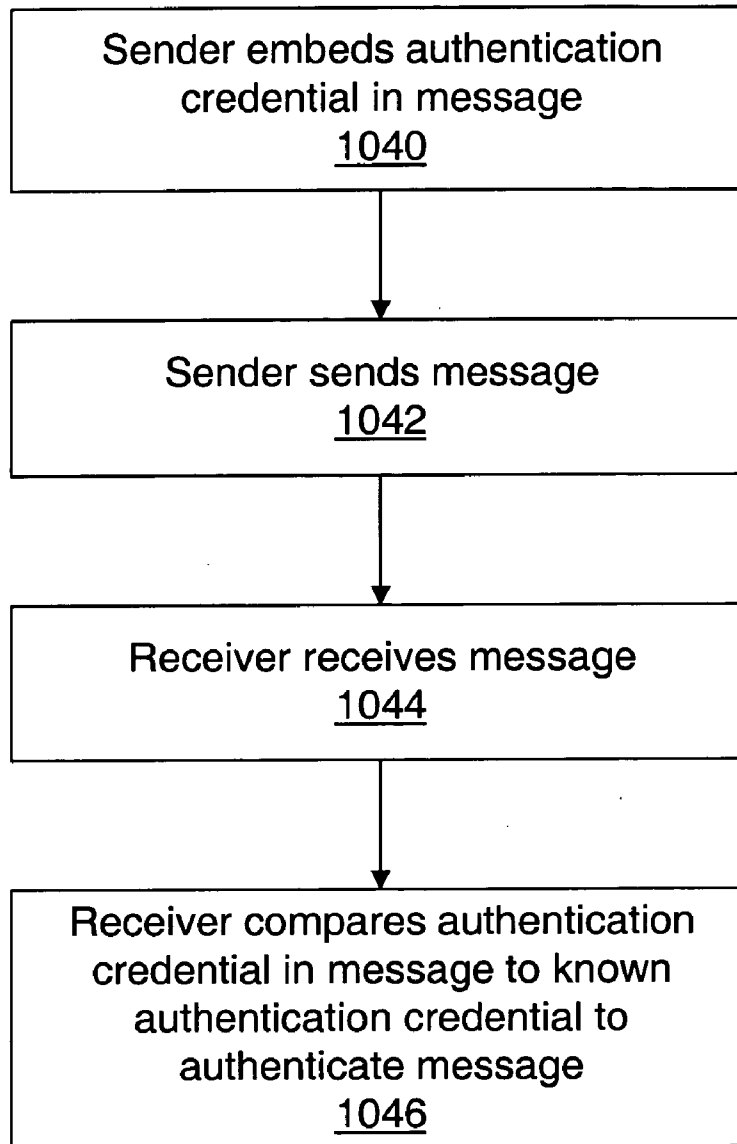 Sender embeds authentication
credential in message
1040
Sender sends message
1042
Receiver receives message
1044
Receiver compares authentication
credential in message to known
authentication credential to
authenticate message
1046